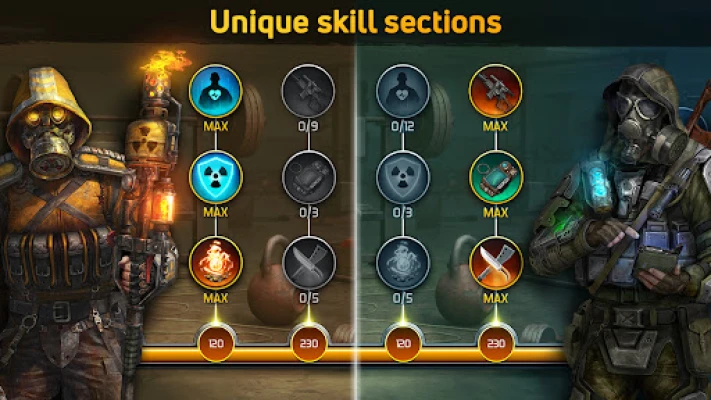 Unique skill sections
MAX 0/9 0/12 MAX
MAX 0/3 0/3 MAX
MAX 0/5 0/5 MAX
120 230 120 230